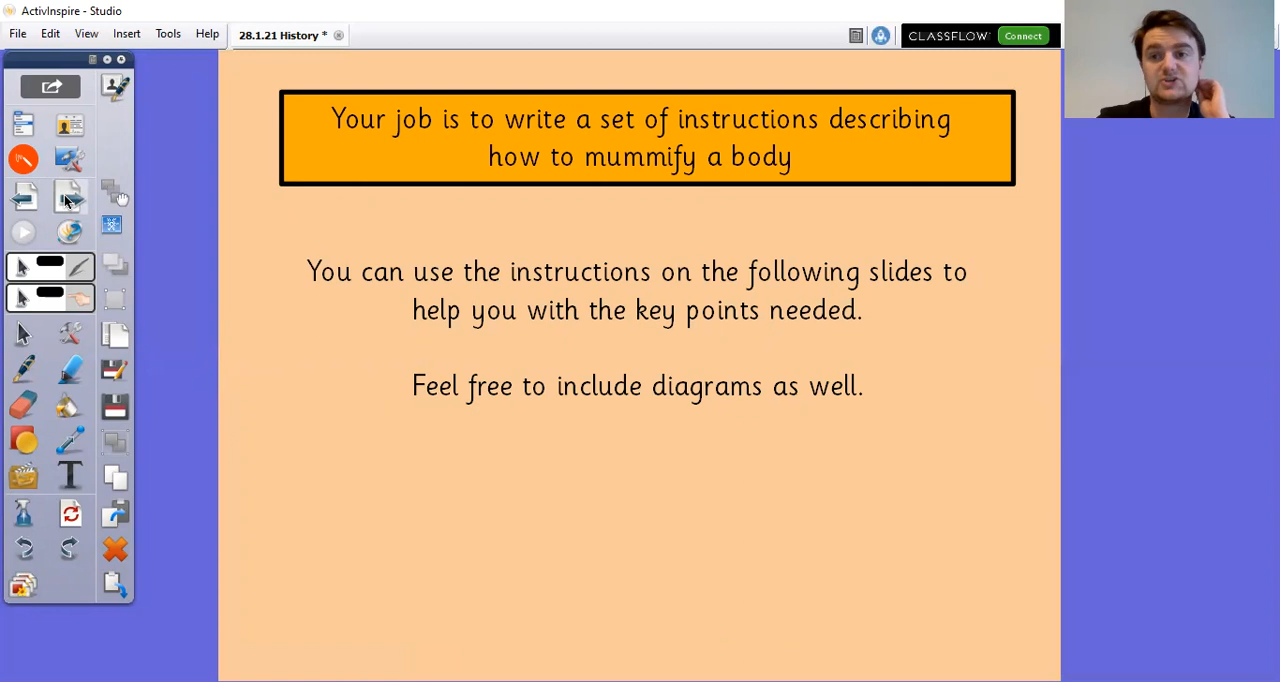 ActivInspire - Studio
File Edit View Insert Tools Help
28.1.21 History *
CLASSFLOW
Connect
Your job is to write a set of instructions describing
how to mummify a body
You can use the instructions on the following slides to
help you with the key points needed.
Feel free to include diagrams as well.
T